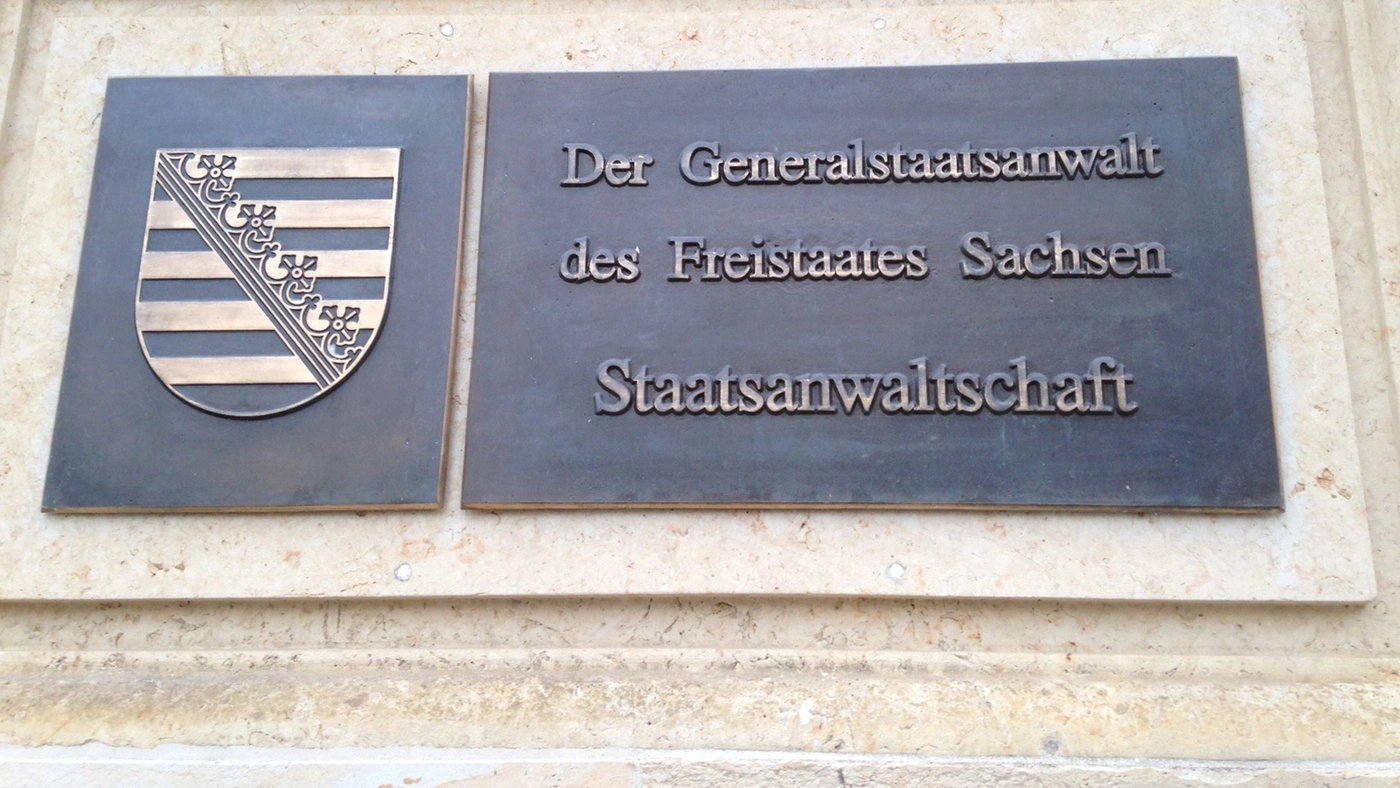 Der Generalstaatsanwalt
des Freistaates Sachsen
Staatsanwaltschaft